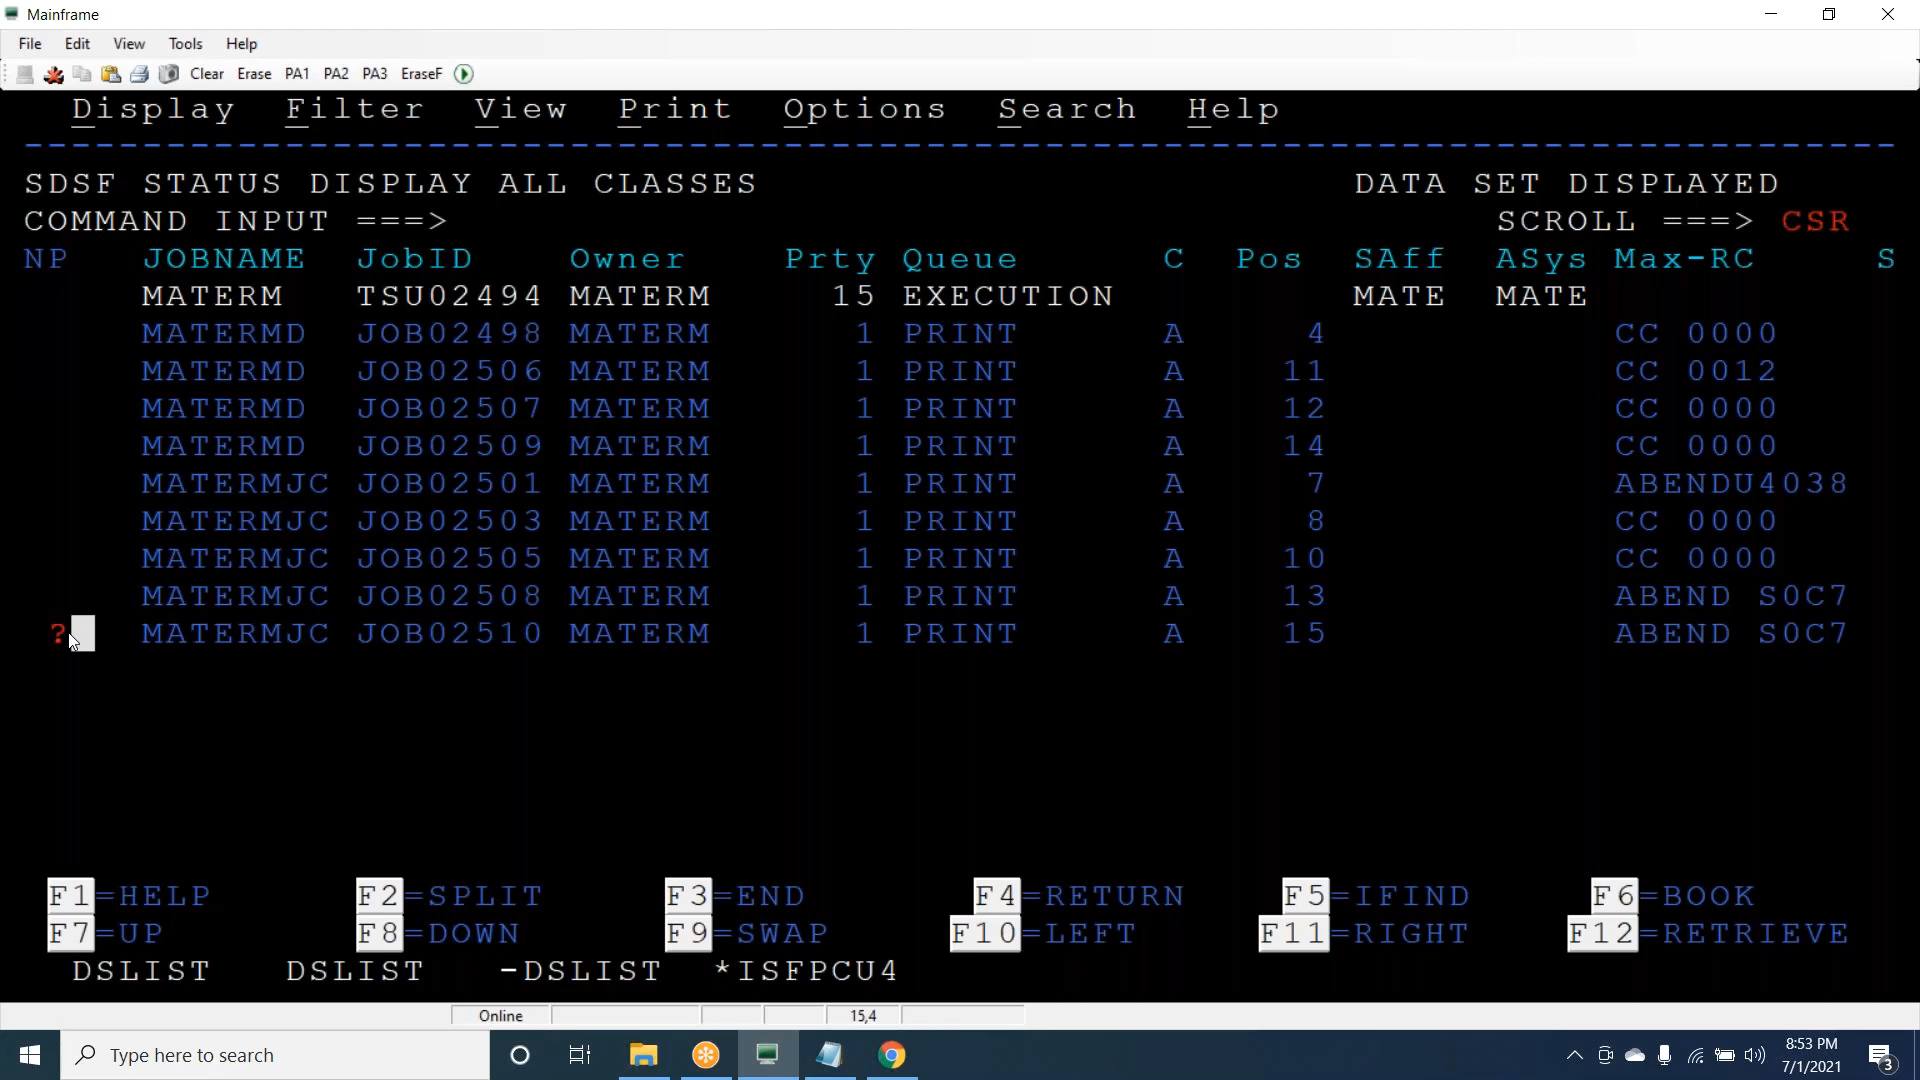 Mainframe
File Edit View Tools Help
Clear Erase PA1 PA2 PA3 EraseF
Display Filter View Print Options Search Help
SDSF STATUS DISPLAY ALL CLASSES DATA SET DISPLAYED
COMMAND INPUT ===> SCROLL ===> CSR
NP JOBNAME JobID Owner Prty Queue C Pos SAff ASys Max-RC S
MATERM TSU02494 MATERM 15 EXECUTION MATE MATE
MATERMD JOB02498 MATERM 1 PRINT A 4 CC 0000
MATERMD JOB02506 MATERM 1 PRINT A 11 CC 0012
MATERMD JOB02507 MATERM 1 PRINT A 12 CC 0000
MATERMD JOB02509 MATERM 1 PRINT A 14 CC 0000
MATERMJC JOB02501 MATERM 1 PRINT A 7 ABENDU4038
MATERMJC JOB02503 MATERM 1 PRINT A 8 CC 0000
MATERMJC JOB02505 MATERM 1 PRINT A 10 CC 0000
MATERMJC JOB02508 MATERM 1 PRINT A 13 ABEND S0C7
? MATERMJC JOB02510 MATERM 1 PRINT A 15 ABEND S0C7
F1=HELP F2=SPLIT F3=END F4=RETURN F5=IFIND F6=BOOK
F7=UP F8=DOWN F9=SWAP F10=LEFT F11=RIGHT F12=RETRIEVE
DSLIST DSLIST -DSLIST *ISFPCU4
Online 15,4
Type here to search
8:53 PM
7/1/2021
3